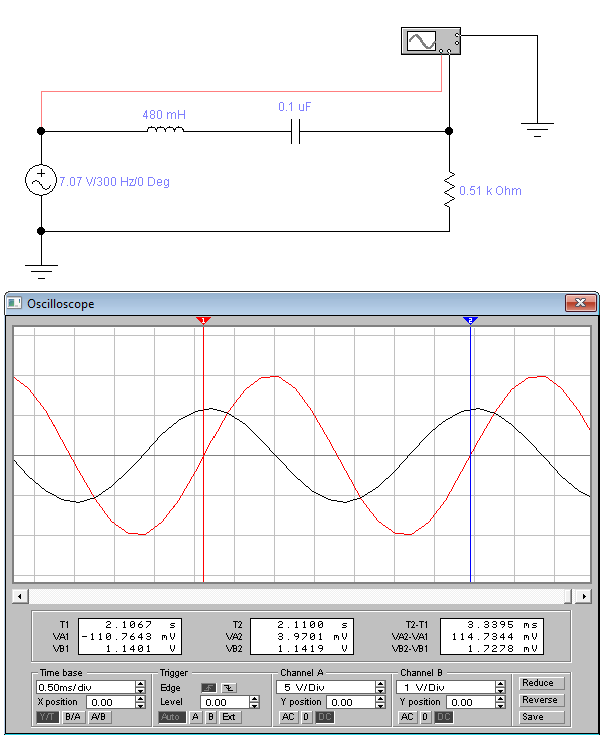 480 mH
0.1 uF
7.07 V/300 Hz/0 Deg
0.51 k Ohm
Oscilloscope
1
2
T1 2.1067 s
VA1 -110.7643 mV
VB1 1.1401 V
T2 2.1100 s
VA2 3.9701 mV
VB2 1.1419 V
T2-T1 3.3395 ms
VA2-VA1 114.7344 mV
VB2-VB1 1.7278 mV
Time base
0.50ms/div
X position 0.00
Y/T B/A A/B
Trigger
Edge
Level 0.00
Auto A B Ext
Channel A
5 V/Div
Y position 0.00
AC 0 DC
Channel B
1 V/Div
Y position 0.00
AC 0 DC
Reduce
Reverse
Save